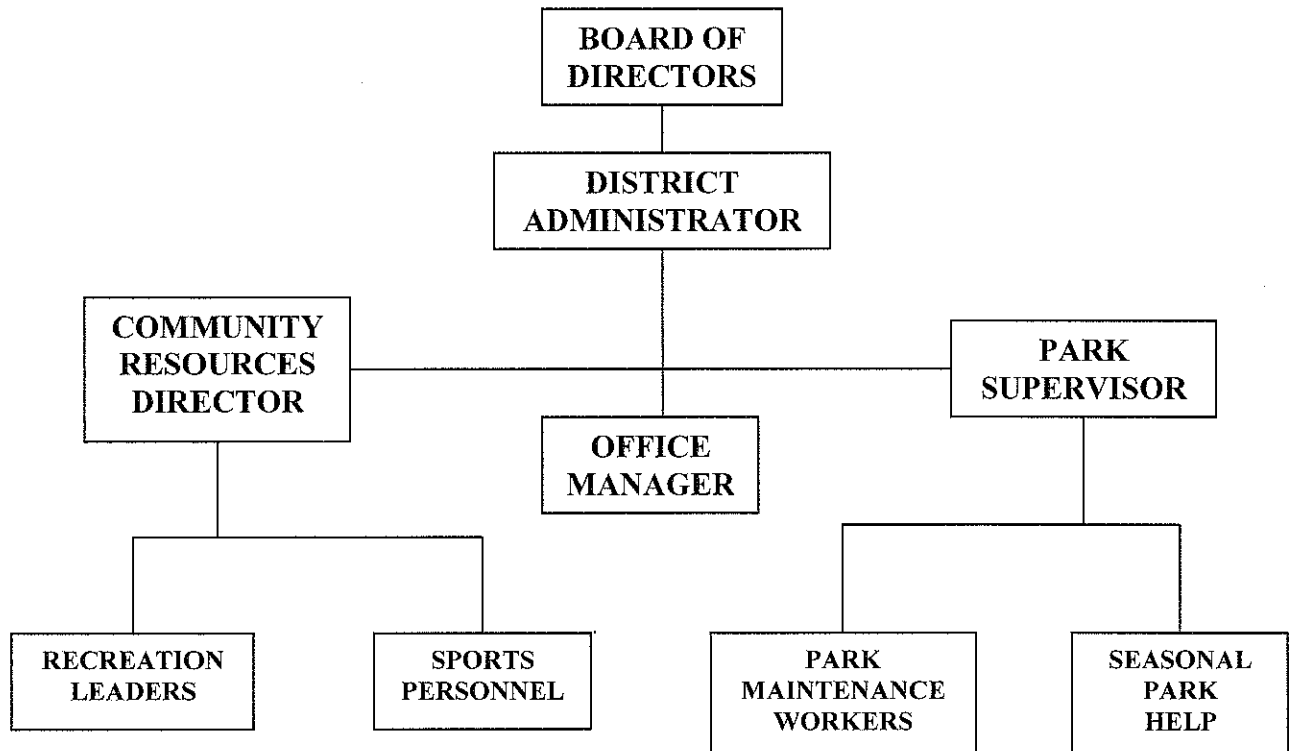 BOARD OF
DIRECTORS
DISTRICT
ADMINISTRATOR
COMMUNITY
RESOURCES
DIRECTOR
PARK
SUPERVISOR
OFFICE
MANAGER
RECREATION
LEADERS
SPORTS
PERSONNEL
PARK
MAINTENANCE
WORKERS
SEASONAL
PARK
HELP